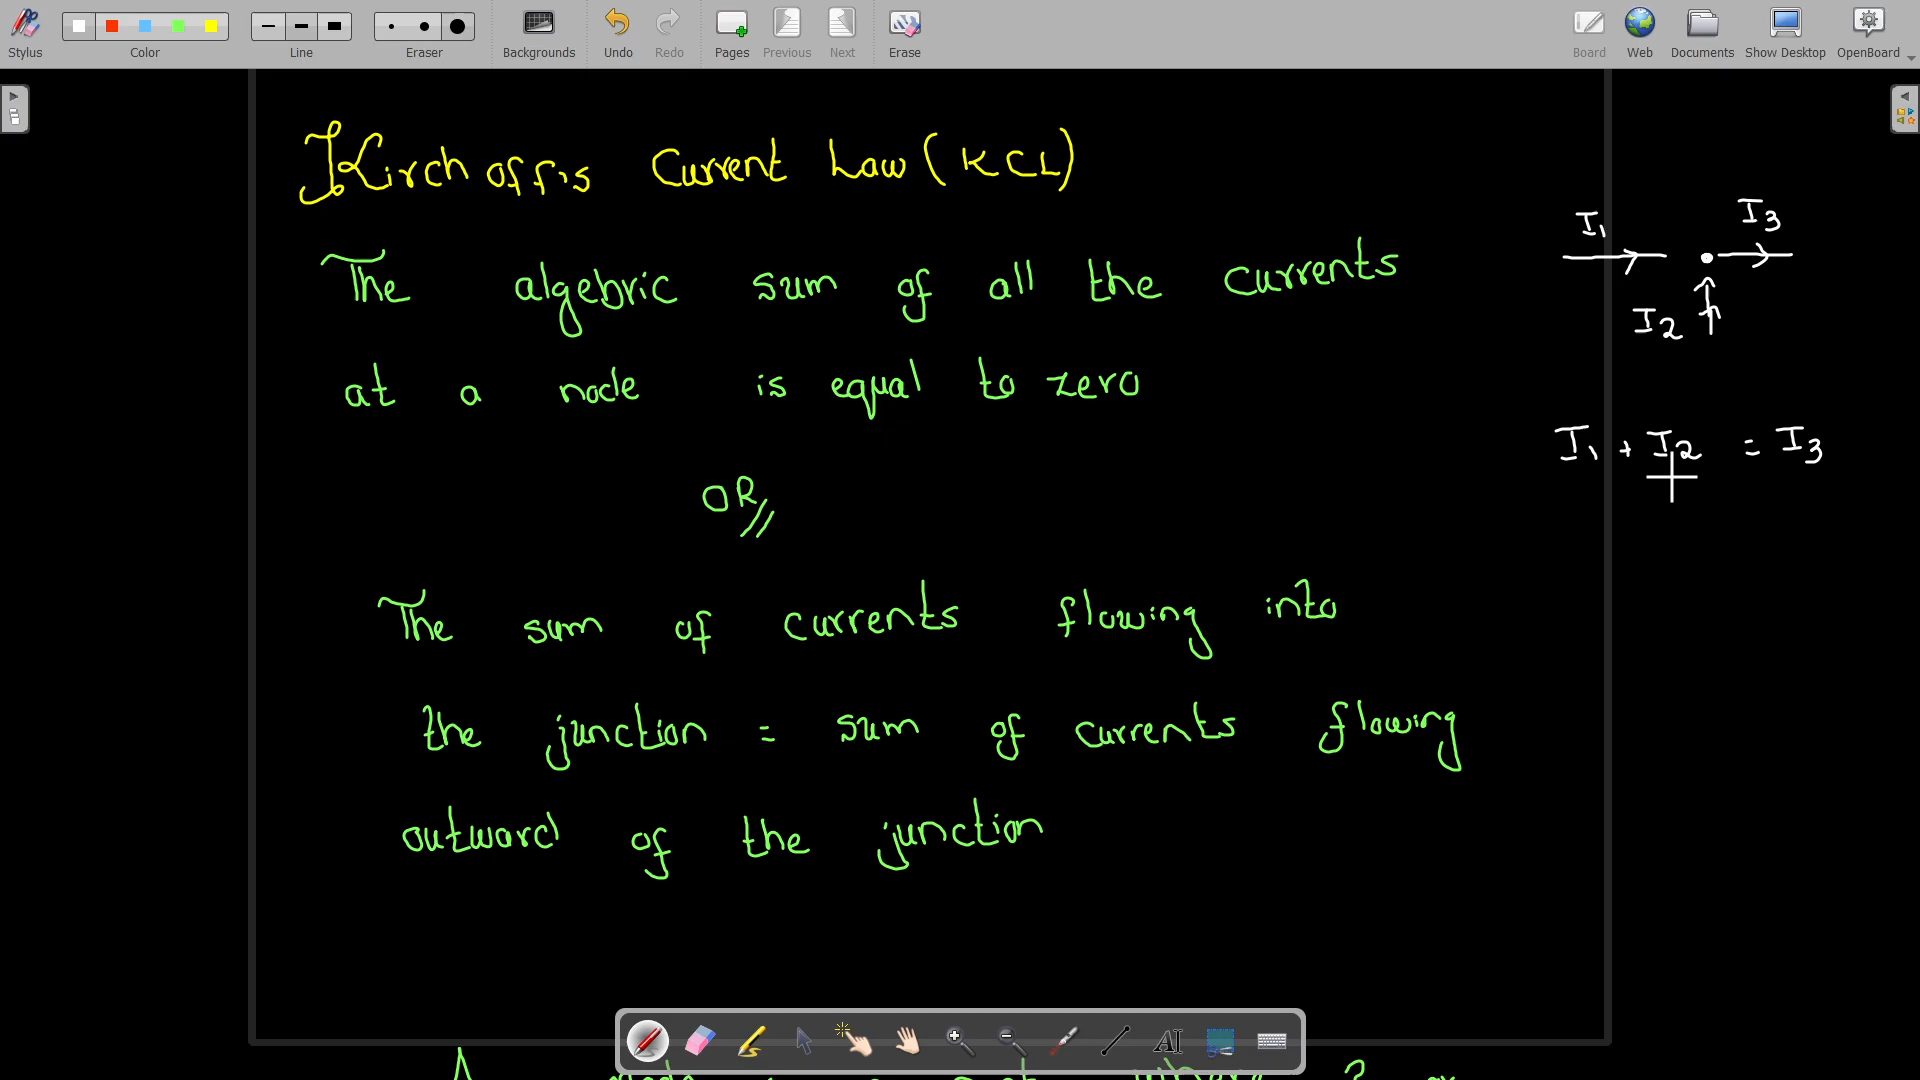 Stylus Color Line Eraser Backgrounds Undo Redo Pages Previous Next Erase Board Web Documents Show Desktop OpenBoard
Kirchoff's Current Law (KCL)
The algebric sum of all the currents
at a node is equal to zero
OR
The sum of currents flowing into
the junction = sum of currents flowing
outward of the junction
I1 I3
I2
I1 + I2 = I3